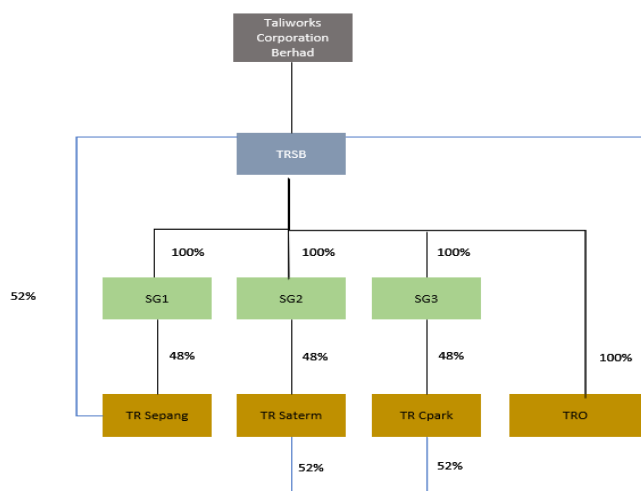 Taliworks
Corporation
Berhad
TRSB
100%
100%
100%
52%
SG1
SG2
SG3
48%
48%
48%
100%
TR Sepang
TR Saterm
TR Cpark
TRO
52%
52%